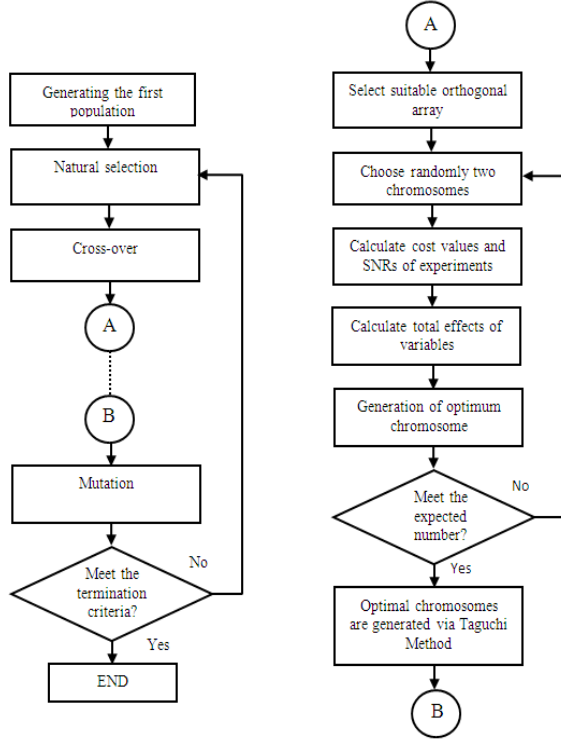 Generating the first
population
Natural selection
Cross-over
A
B
Mutation
Meet the
termination
criteria?
No
Yes
END
A
Select suitable orthogonal
array
Choose randomly two
chromosomes
Calculate cost values and
SNRs of experiments
Calculate total effects of
variables
Generation of optimum
chromosome
Meet the
expected
number?
No
Yes
Optimal chromosomes
are generated via Taguchi
Method
B